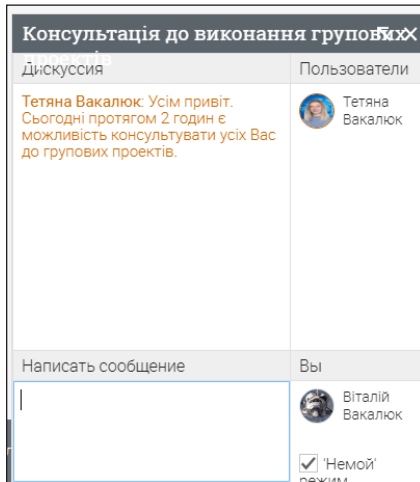 Консультація до виконання групових
проектів
Дискуссия
Пользователи
Тетяна Вакалюк: Усім привіт.
Сьогодні протягом 2 годин є
можливість консультувати усіх Вас
до групових проектів.
Тетяна
Вакалюк
Написать сообщение
Вы
Віталій
Вакалюк
'Немой'
режим